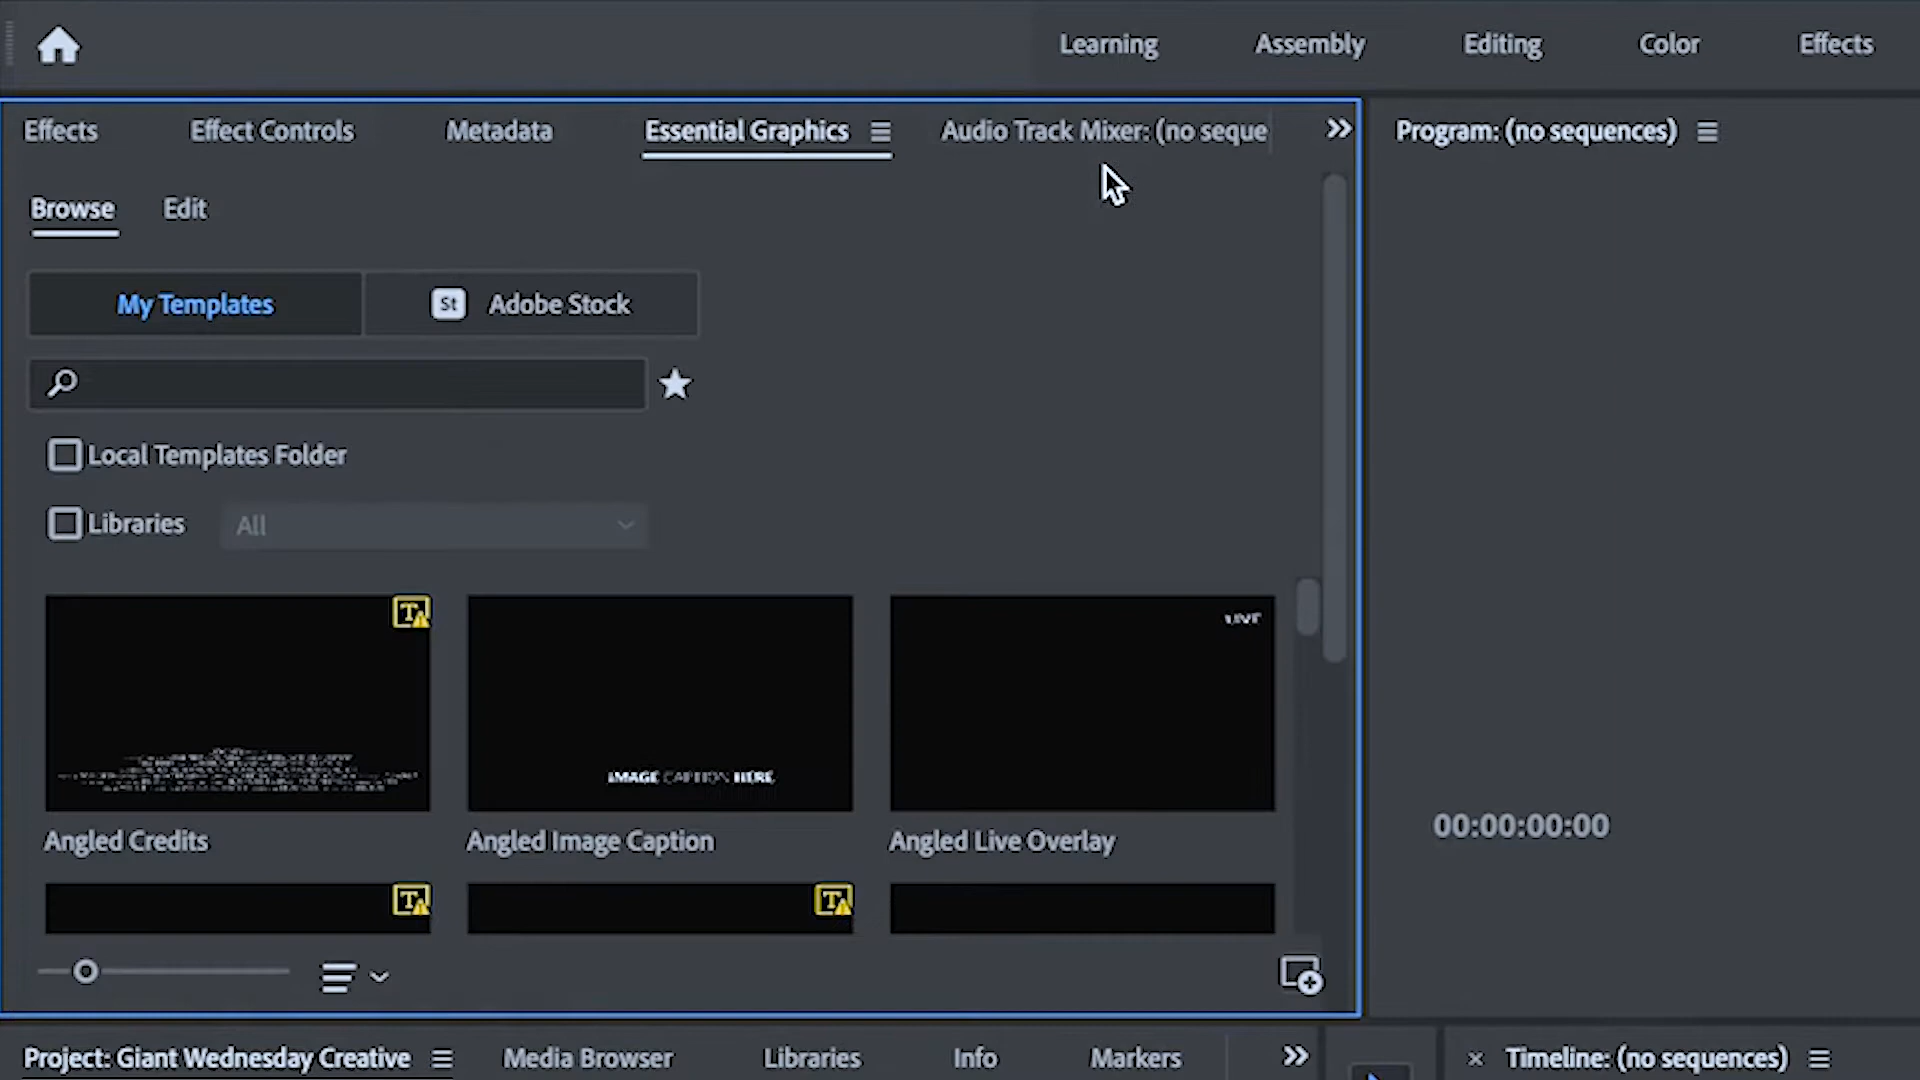 Learning Assembly Editing Color Effects
Effects Effect Controls Metadata Essential Graphics Audio Track Mixer: (no seque
Program: (no sequences)
Browse Edit
My Templates St Adobe Stock
Local Templates Folder
Libraries All
LIVE
IMAGE CAPTION HERE
Angled Credits Angled Image Caption Angled Live Overlay
00:00:00:00
Project: Giant Wednesday Creative Media Browser Libraries Info Markers
Timeline: (no sequences)